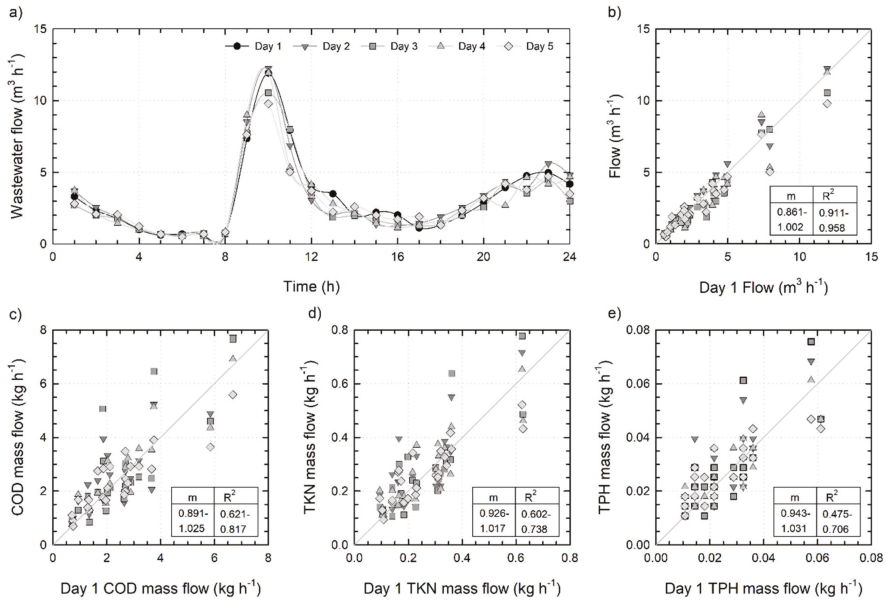 a)
Wastewater flow (m³ h⁻¹)
15
10
5
0
Day 1 Day 2 Day 3 Day 4 Day 5
0 4 8 12 16 20 24
Time (h)
b)
Flow (m³ h⁻¹)
15
10
5
0
m R²
0.861- 0.911-
1.002 0.958
0 5 10 15
Day 1 Flow (m³ h⁻¹)
c)
COD mass flow (kg h⁻¹)
8
6
4
2
0
m R²
0.891- 0.621-
1.025 0.817
0 2 4 6 8
Day 1 COD mass flow (kg h⁻¹)
d)
TKN mass flow (kg h⁻¹)
0.8
0.6
0.4
0.2
0.0
m R²
0.926- 0.602-
1.017 0.738
0.0 0.2 0.4 0.6 0.8
Day 1 TKN mass flow (kg h⁻¹)
e)
TPH mass flow (kg h⁻¹)
0.08
0.06
0.04
0.02
0.00
m R²
0.943- 0.475-
1.031 0.706
0.00 0.02 0.04 0.06 0.08
Day 1 TPH mass flow (kg h⁻¹)